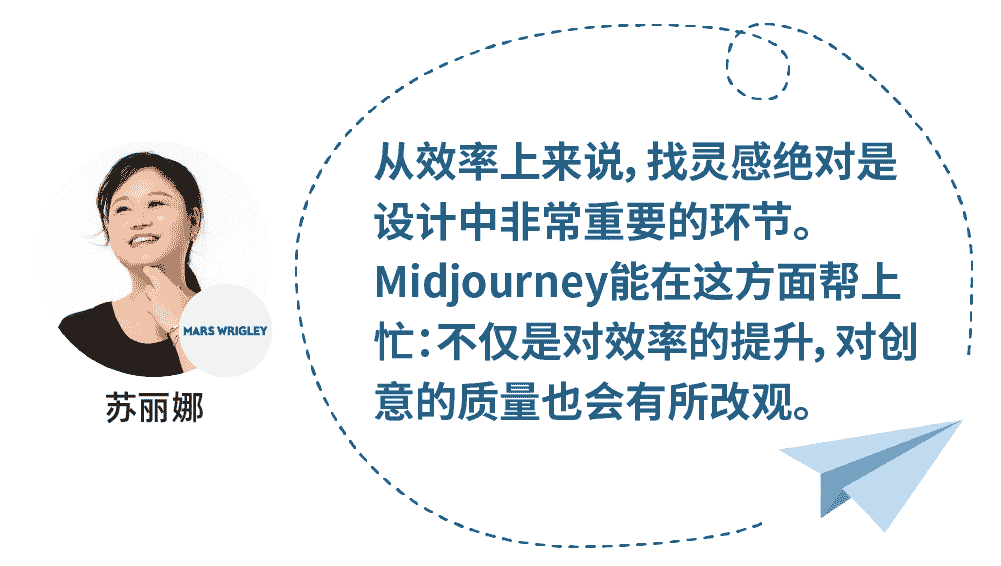 从效率上来说，找灵感绝对是
设计中非常重要的环节。
Midjourney能在这方面帮上
忙：不仅是对效率的提升，对创
意的质量也会有所改观。
MARS WRIGLEY
苏丽娜